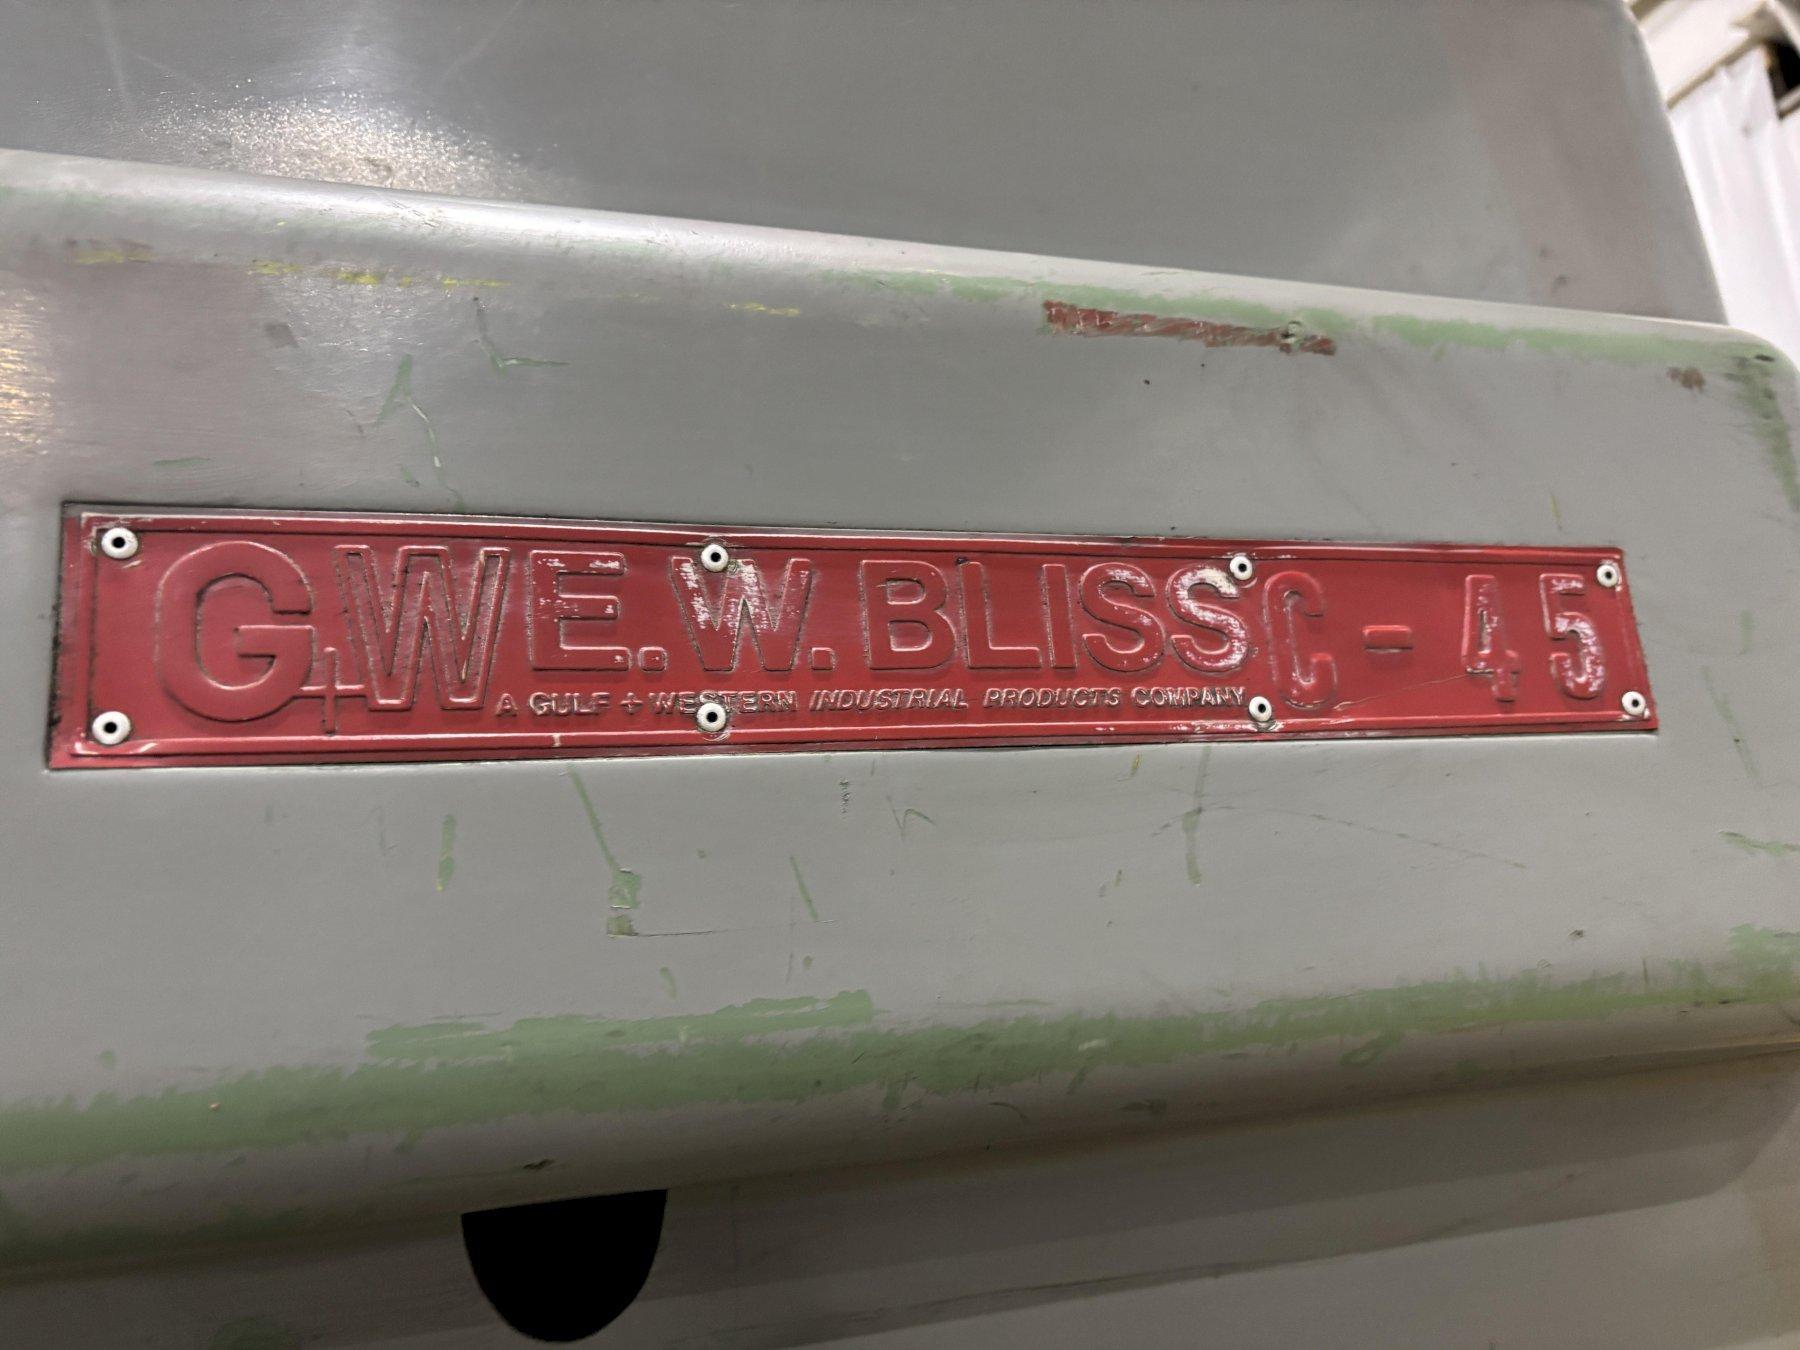 G+W E.W. BLISS C-45
A GULF + WESTERN INDUSTRIAL PRODUCTS COMPANY